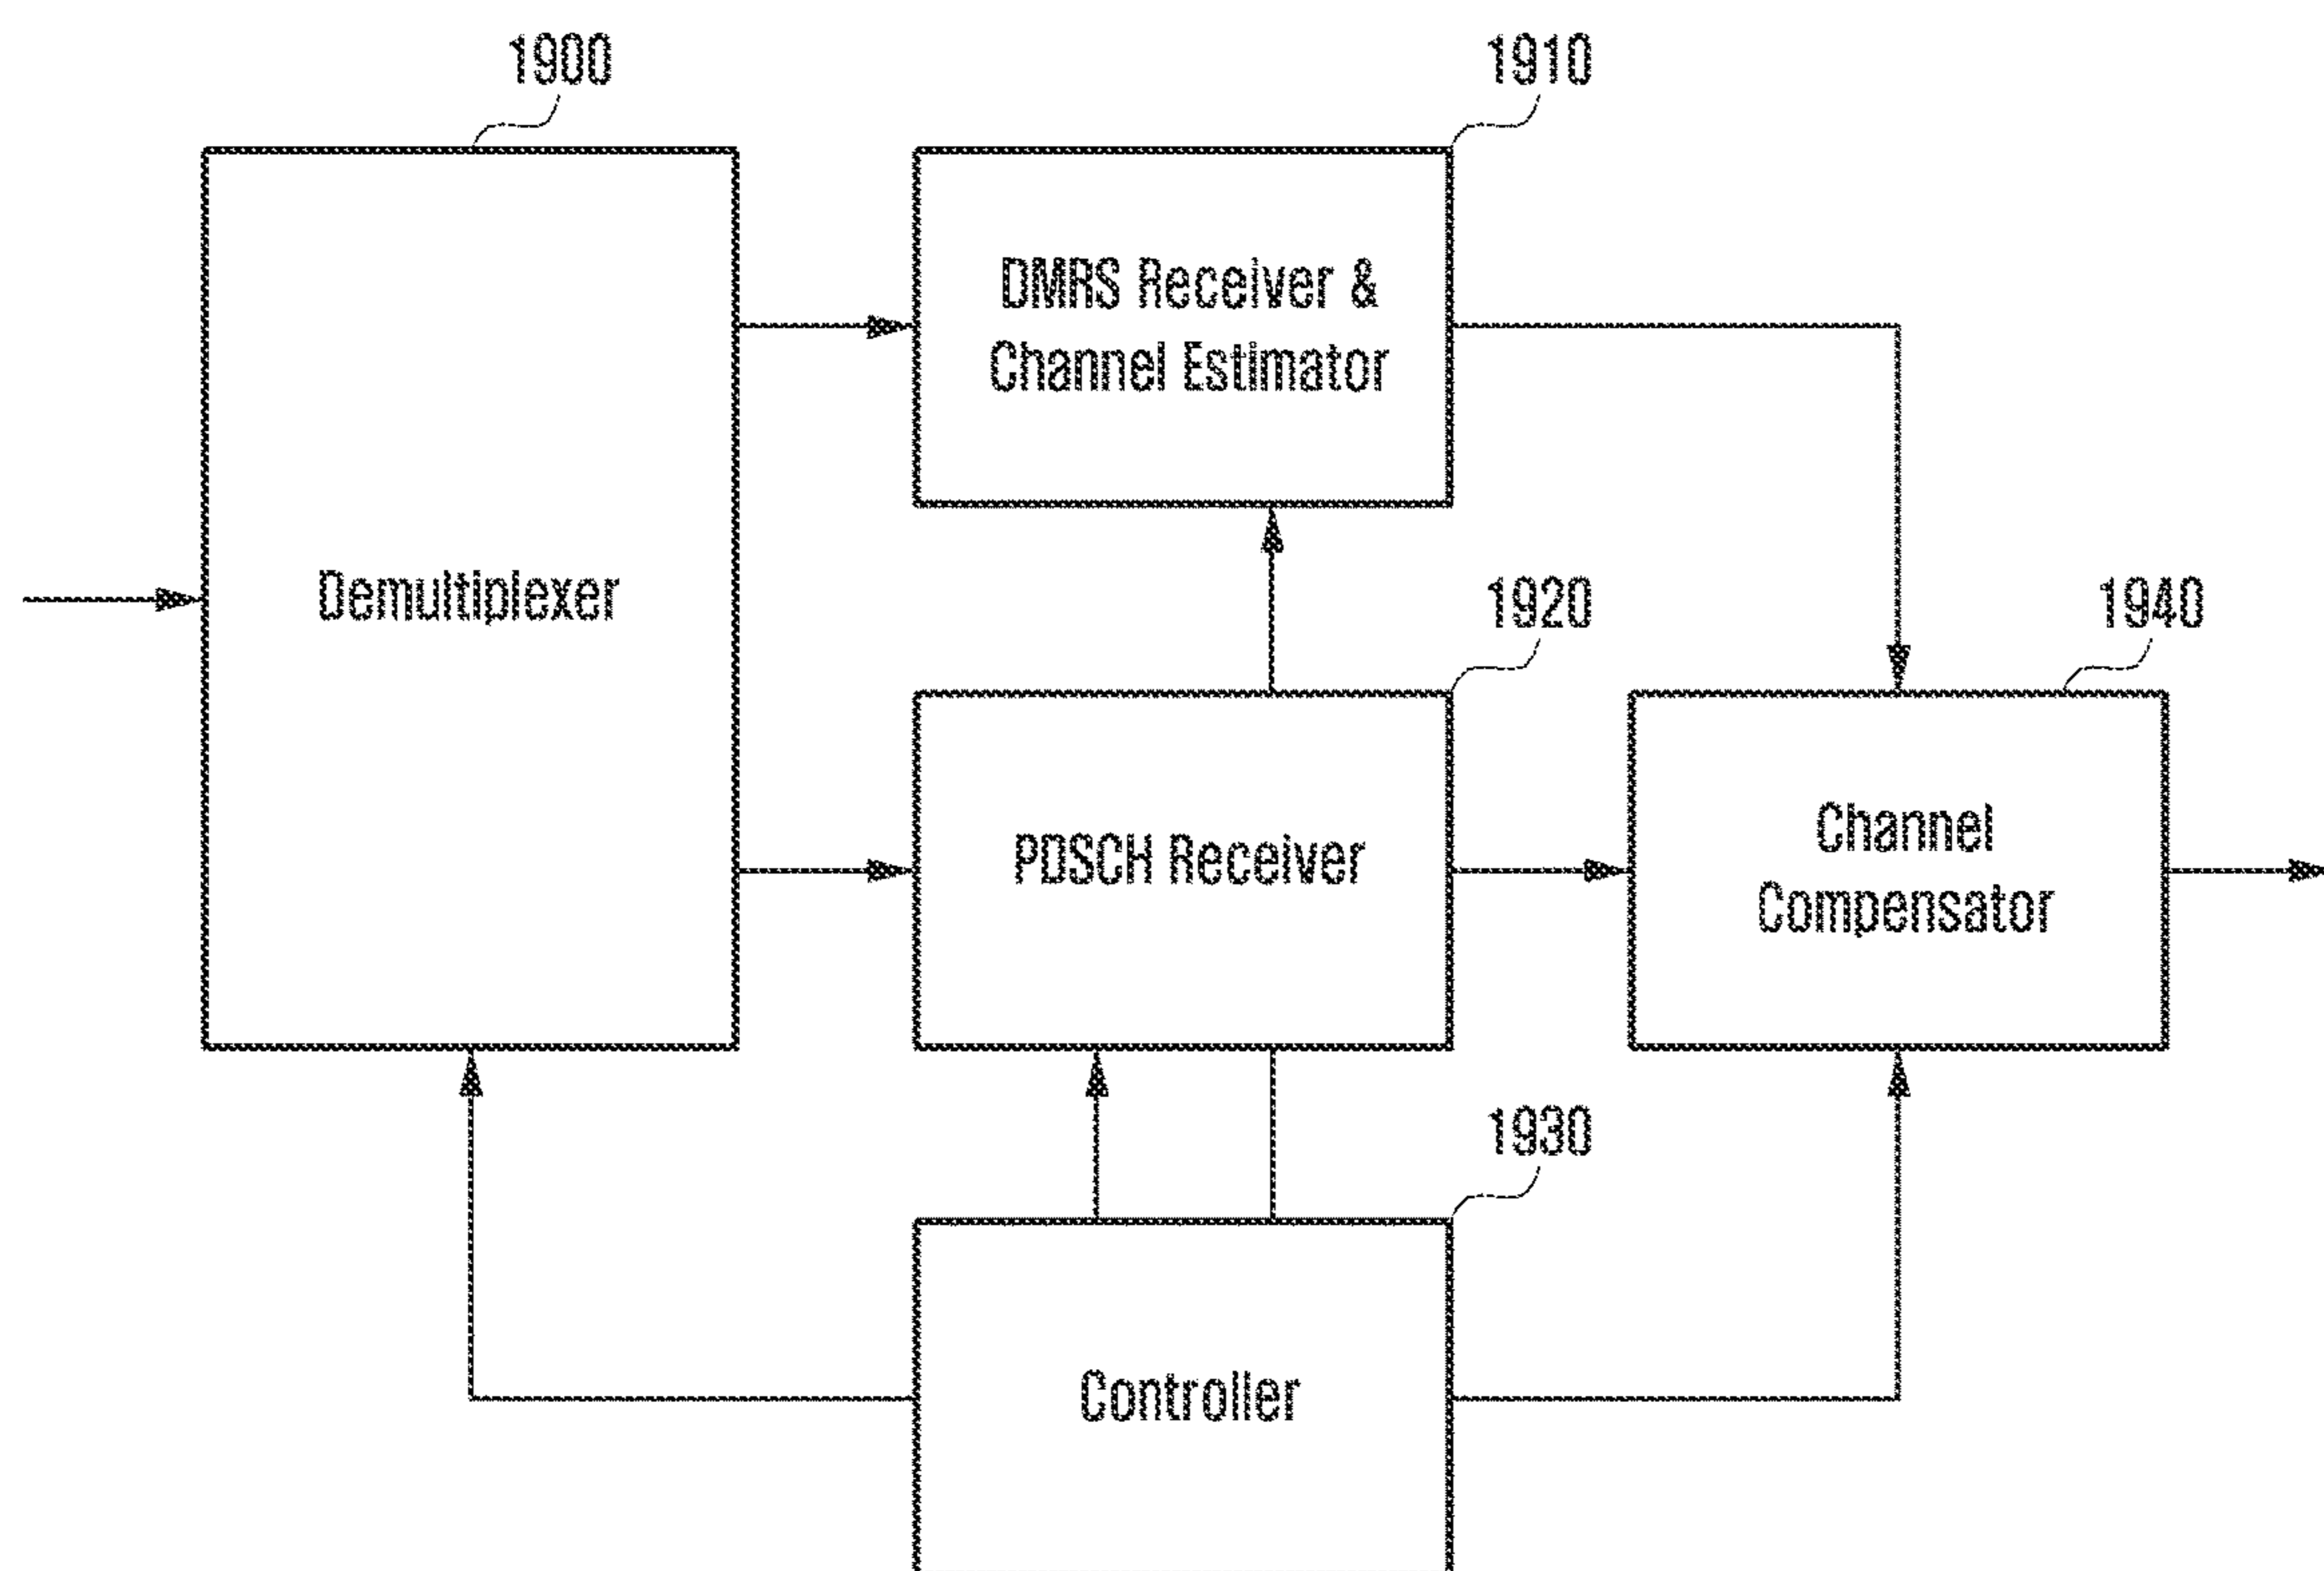 1900
1910
DMRS Receiver &
Channel Estimator
Demultiplexer
1920
1940
PDSCH Receiver
Channel
Compensator
1930
Controller